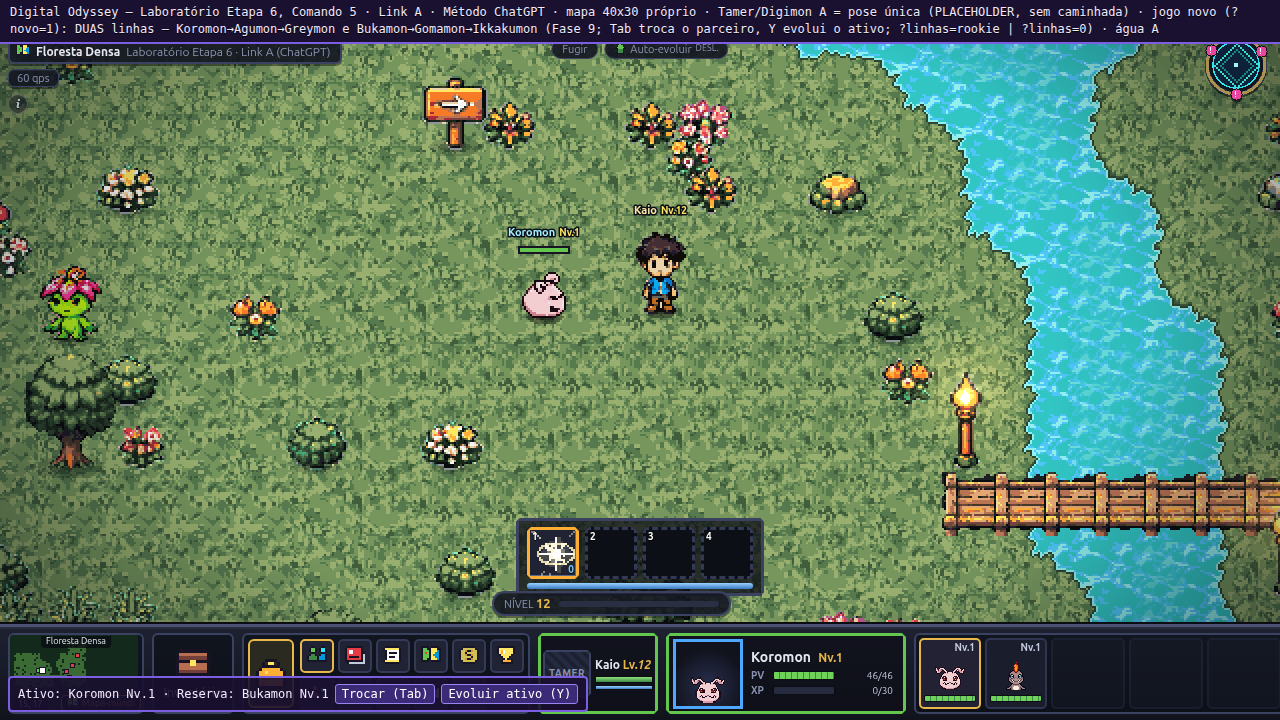 Digital Odyssey — Laboratório Etapa 6, Comando 5 · Link A · Método ChatGPT · mapa 40x30 próprio · Tamer/Digimon A = pose única (PLACEHOLDER, sem caminhada) · jogo novo (?
novo=1): DUAS linhas — Koromon→Agumon→Greymon e Bukamon→Gomamon→Ikkakumon (Fase 9; Tab troca o parceiro, Y evolui o ativo; ?linhas=rookie | ?linhas=0) · água A
Floresta Densa Laboratório Etapa 6 · Link A (ChatGPT)
Fugir
Auto-evoluir DESL.
60 qps
i
Kaio Nv.12
Koromon Nv.1
1 2 3 4
0
NÍVEL 12
Floresta Densa
TAMER
Kaio Lv.12
Koromon Nv.1
PV 46/46
XP 0/30
Nv.1
Nv.1
Ativo: Koromon Nv.1 · Reserva: Bukamon Nv.1 Trocar (Tab) Evoluir ativo (Y)